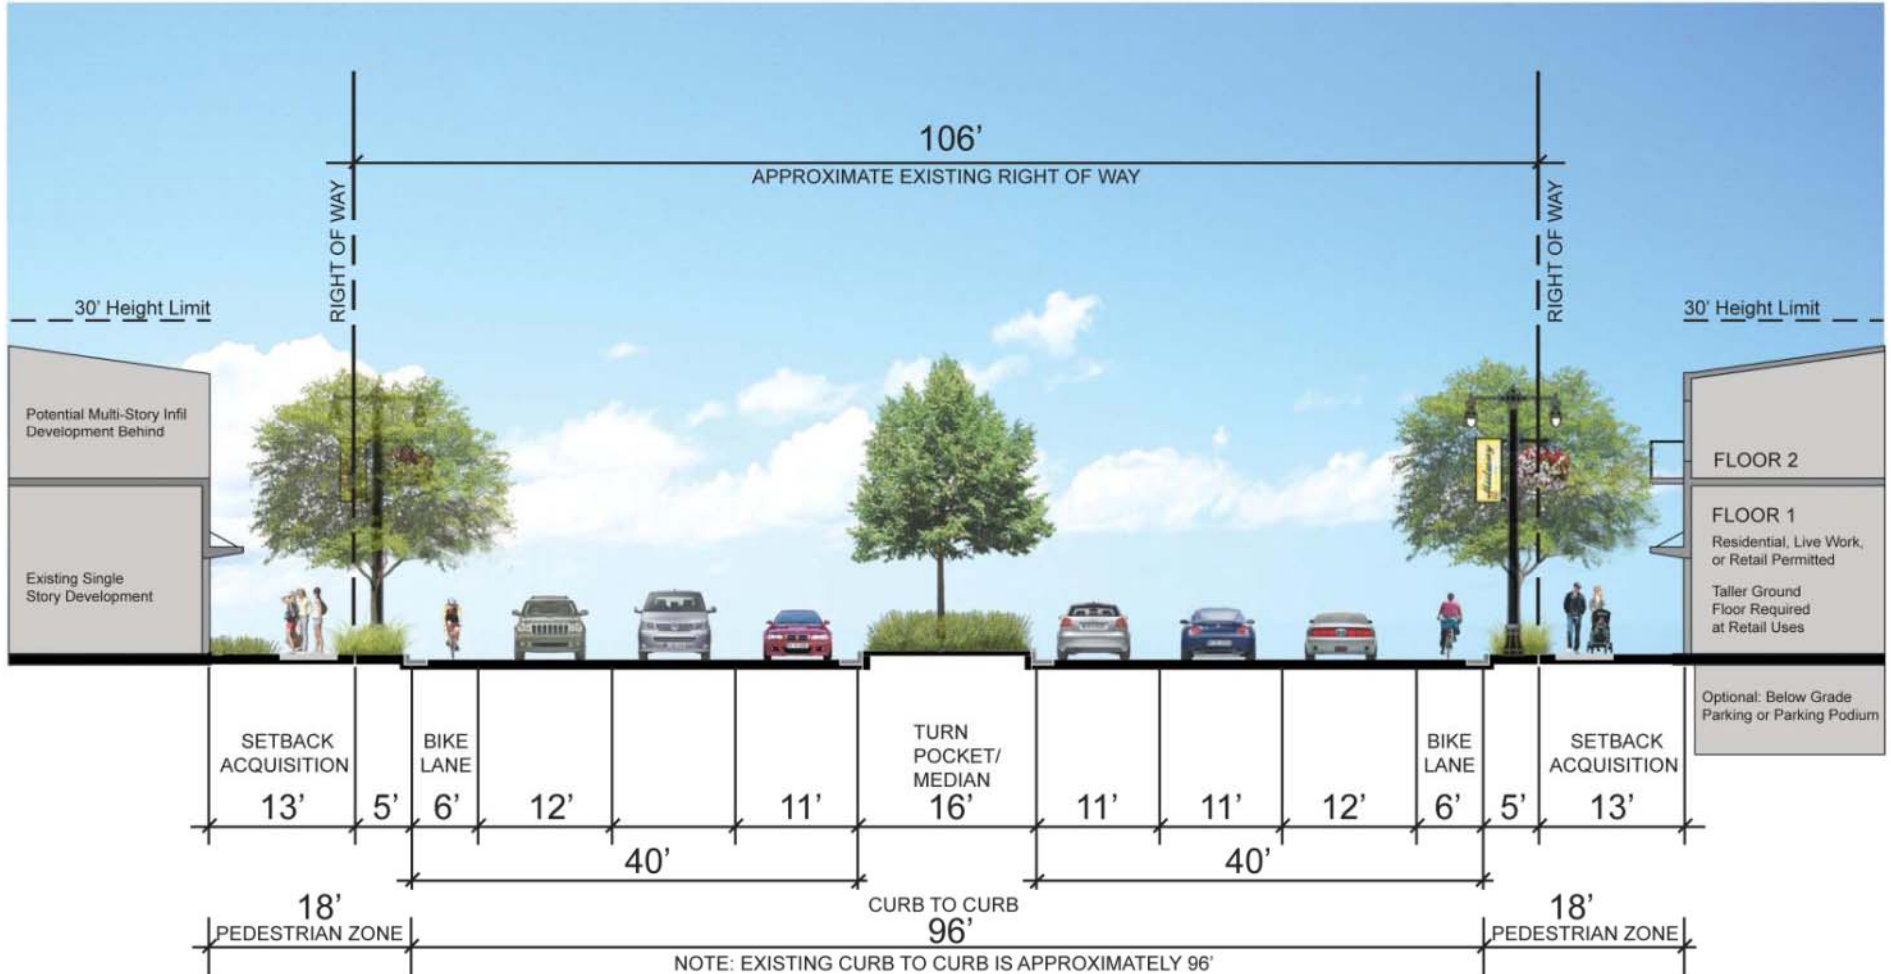 106’
APPROXIMATE EXISTING RIGHT OF WAY
RIGHT OF WAY
RIGHT OF WAY
30’ Height Limit
30’ Height Limit
Potential Multi-Story Infil
Development Behind
Existing Single
Story Development
FLOOR 2
FLOOR 1
Residential, Live Work,
or Retail Permitted
Taller Ground
Floor Required
at Retail Uses
Optional: Below Grade
Parking or Parking Podium
SETBACK
ACQUISITION
13’
5’
BIKE
LANE
6’
12’
11’
TURN
POCKET/
MEDIAN
16’
11’
11’
12’
BIKE
LANE
6’
5’
SETBACK
ACQUISITION
13’
40’
40’
18’
PEDESTRIAN ZONE
CURB TO CURB
96’
NOTE: EXISTING CURB TO CURB IS APPROXIMATELY 96’
18’
PEDESTRIAN ZONE